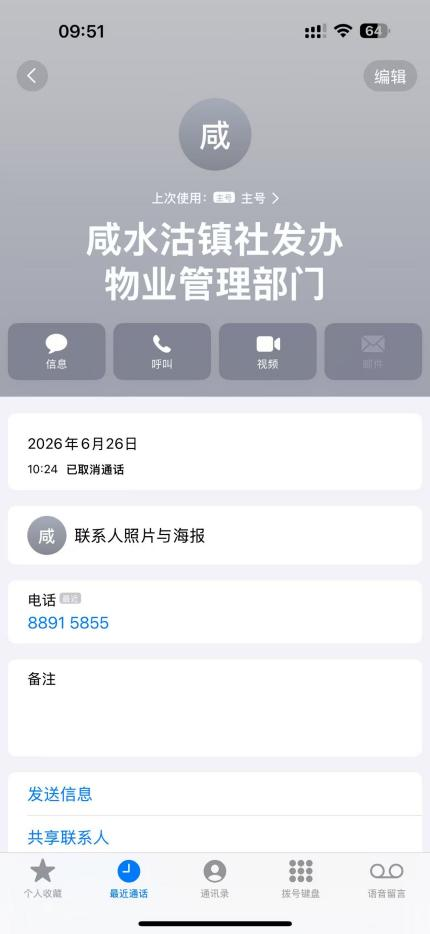 09:51
64
编辑
咸
上次使用： 主号 主号
咸水沽镇社发办
物业管理部门
信息
呼叫
视频
邮件
2026年6月26日
10:24 已取消通话
咸
联系人照片与海报
电话 最近
8891 5855
备注
发送信息
共享联系人
个人收藏
最近通话
通讯录
拨号键盘
语音留言